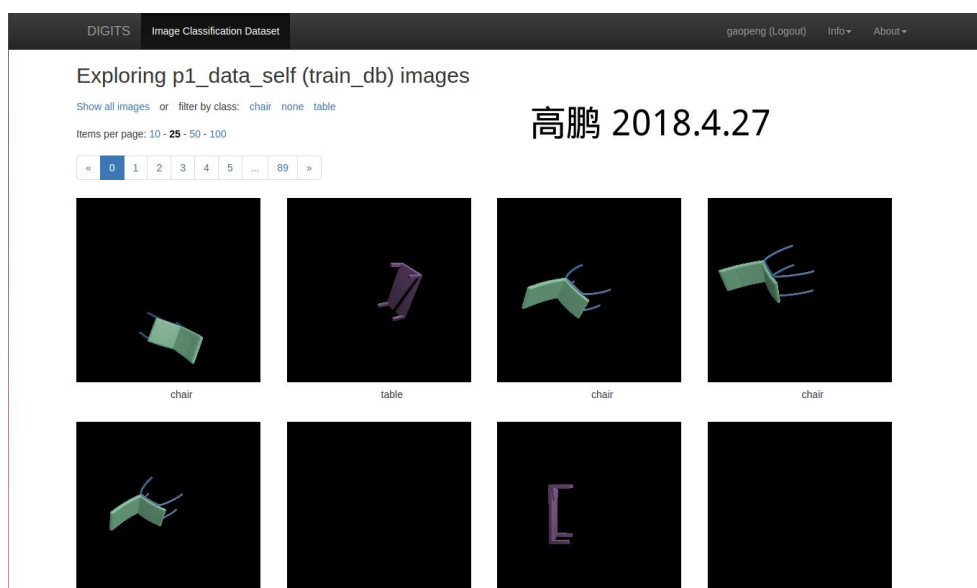 DIGITS Image Classification Dataset gaopeng (Logout) Info About
Exploring p1_data_self (train_db) images
Show all images or filter by class: chair none table
高鹏 2018.4.27
Items per page: 10 - 25 - 50 - 100
« 0 1 2 3 4 5 ... 89 »
chair table chair chair